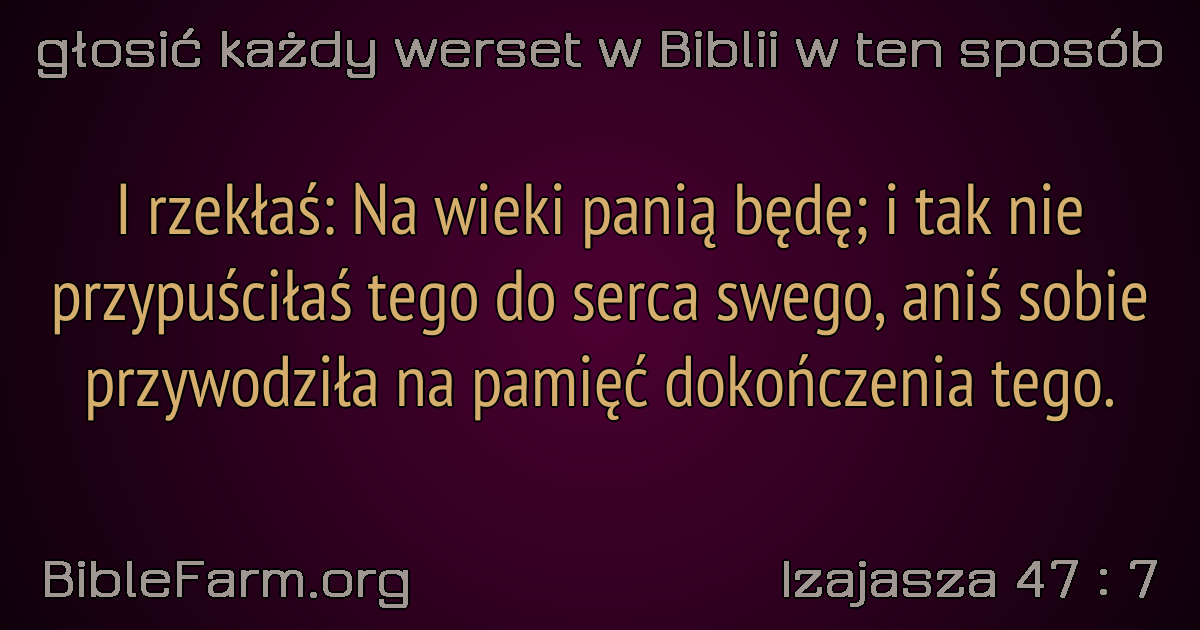 głosić każdy werset w Biblii w ten sposób
I rzekłaś: Na wieki panią będę; i tak nie
przypuściłaś tego do serca swego, aniś sobie
przywodziła na pamięć dokończenia tego.
BibleFarm.org
Izajasza 47 : 7